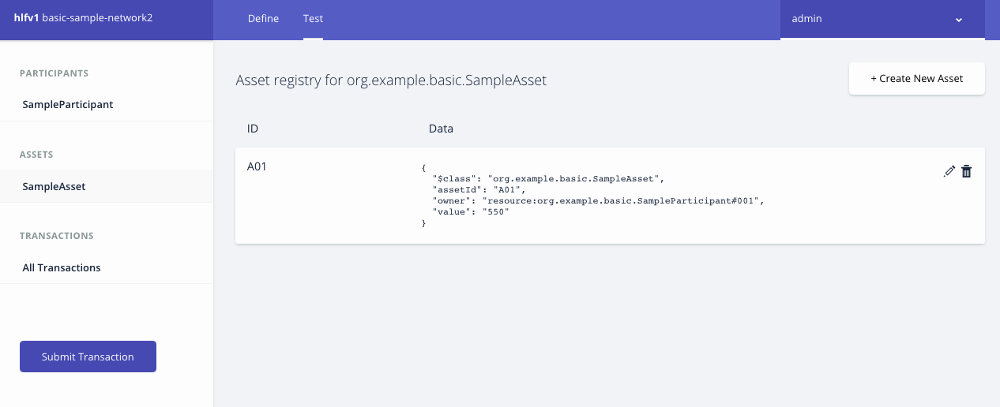 hlfv1 basic-sample-network2
Define
Test
admin
PARTICIPANTS
SampleParticipant
ASSETS
SampleAsset
TRANSACTIONS
All Transactions
Submit Transaction
Asset registry for org.example.basic.SampleAsset
+ Create New Asset
ID
Data
A01
{
"$class": "org.example.basic.SampleAsset",
"assetId": "A01",
"owner": "resource:org.example.basic.SampleParticipant#001",
"value": "550"
}